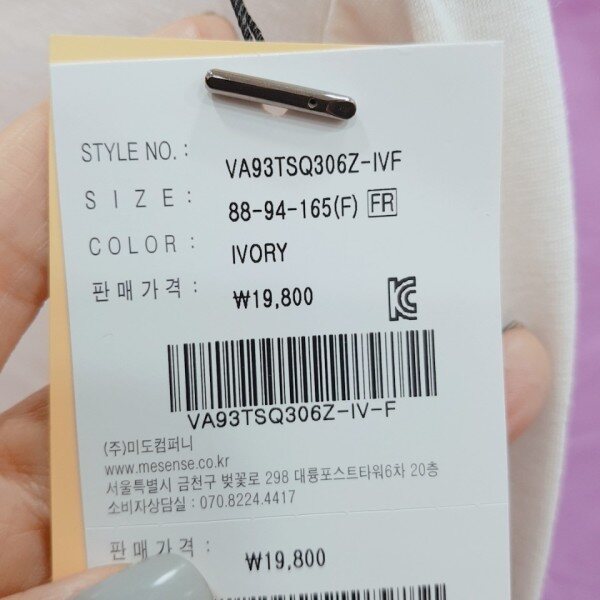 STYLE NO. : VA93TSQ306Z-IVF
SIZE : 88-94-165(F) FR
COLOR : IVORY
판매가격 : ₩19,800
KC
VA93TSQ306Z-IV-F
(주)미도컴퍼니
www.mesense.co.kr
서울특별시 금천구 벚꽃로 298 대륭포스트타워6차 20층
소비자상담실 : 070.8224.4417
판매가격 : ₩19,800